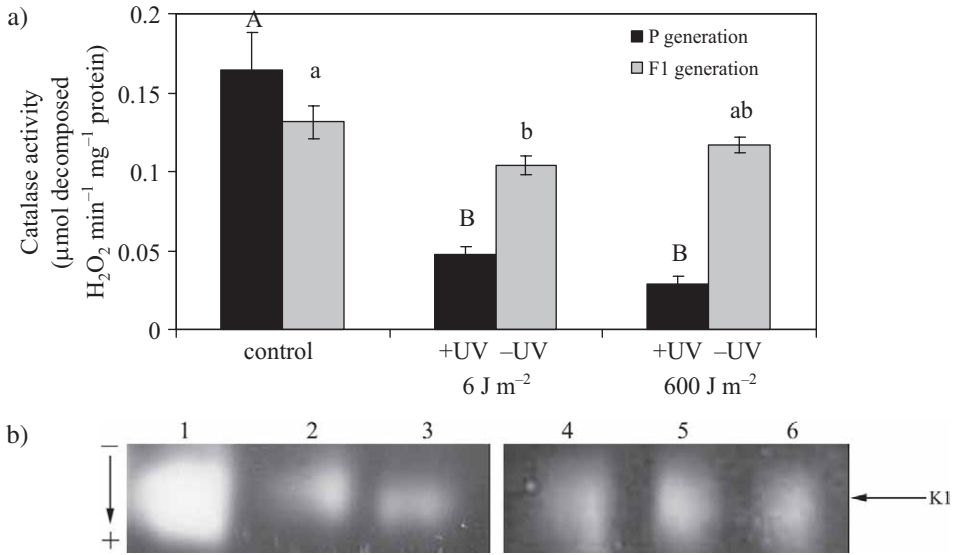 a)
Catalase activity
(μmol decomposed
H₂O₂ min⁻¹ mg⁻¹ protein)
0.2
0.15
0.1
0.05
0
P generation
F1 generation
A
a
B
b
B
ab
control
+UV –UV
+UV –UV
6 J m⁻²
600 J m⁻²
b)
1 2 3 4 5 6
–
+
K1